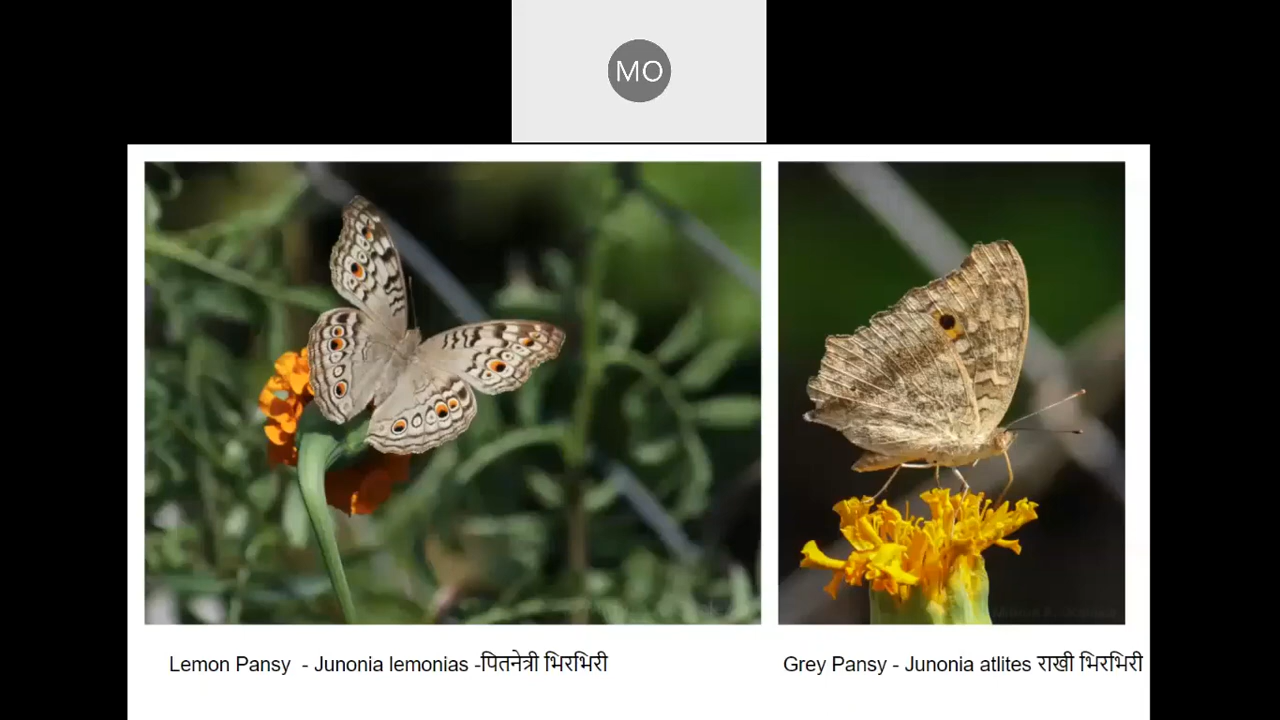 MO
Lemon Pansy - Junonia lemonias -पितनेत्री भिरभिरी
Grey Pansy - Junonia atlites राखी भिरभिरी